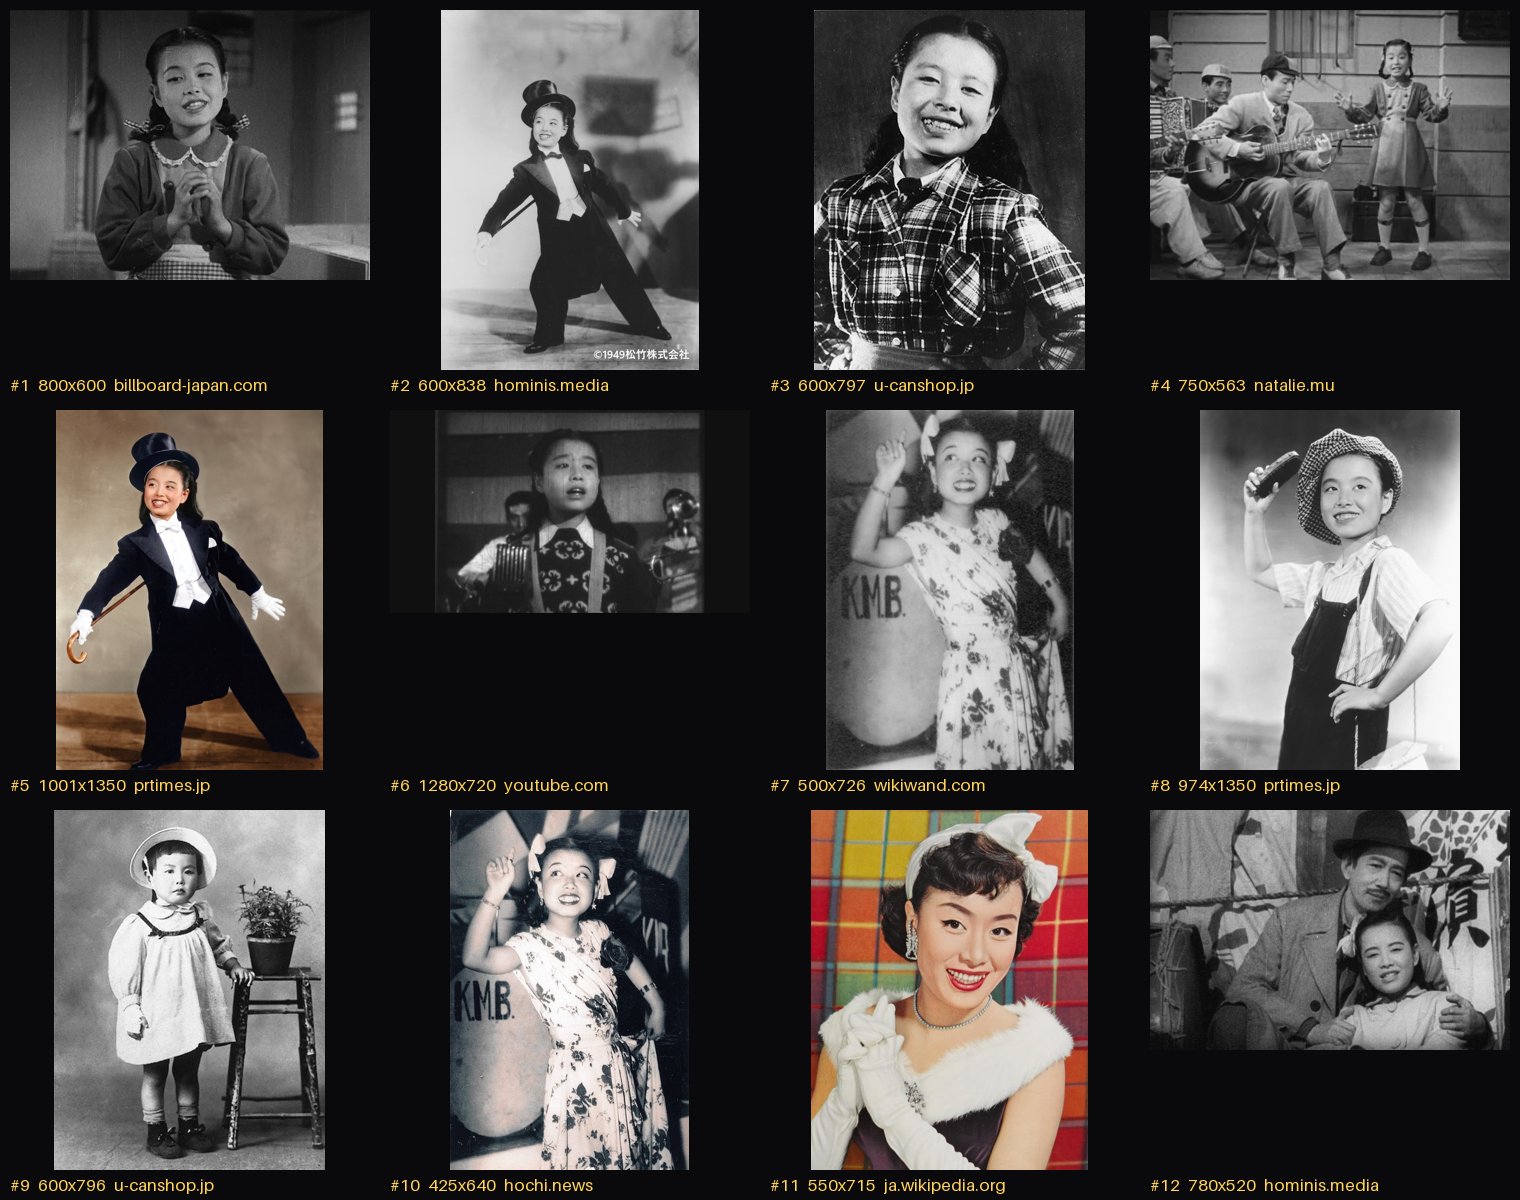 ©1949松竹株式会社
#1 800x600 billboard-japan.com
#2 600x838 hominis.media
#3 600x797 u-canshop.jp
#4 750x563 natalie.mu
K.M.B.
#5 1001x1350 prtimes.jp
#6 1280x720 youtube.com
#7 500x726 wikiwand.com
#8 974x1350 prtimes.jp
K.M.B.
#9 600x796 u-canshop.jp
#10 425x640 hochi.news
#11 550x715 ja.wikipedia.org
#12 780x520 hominis.media